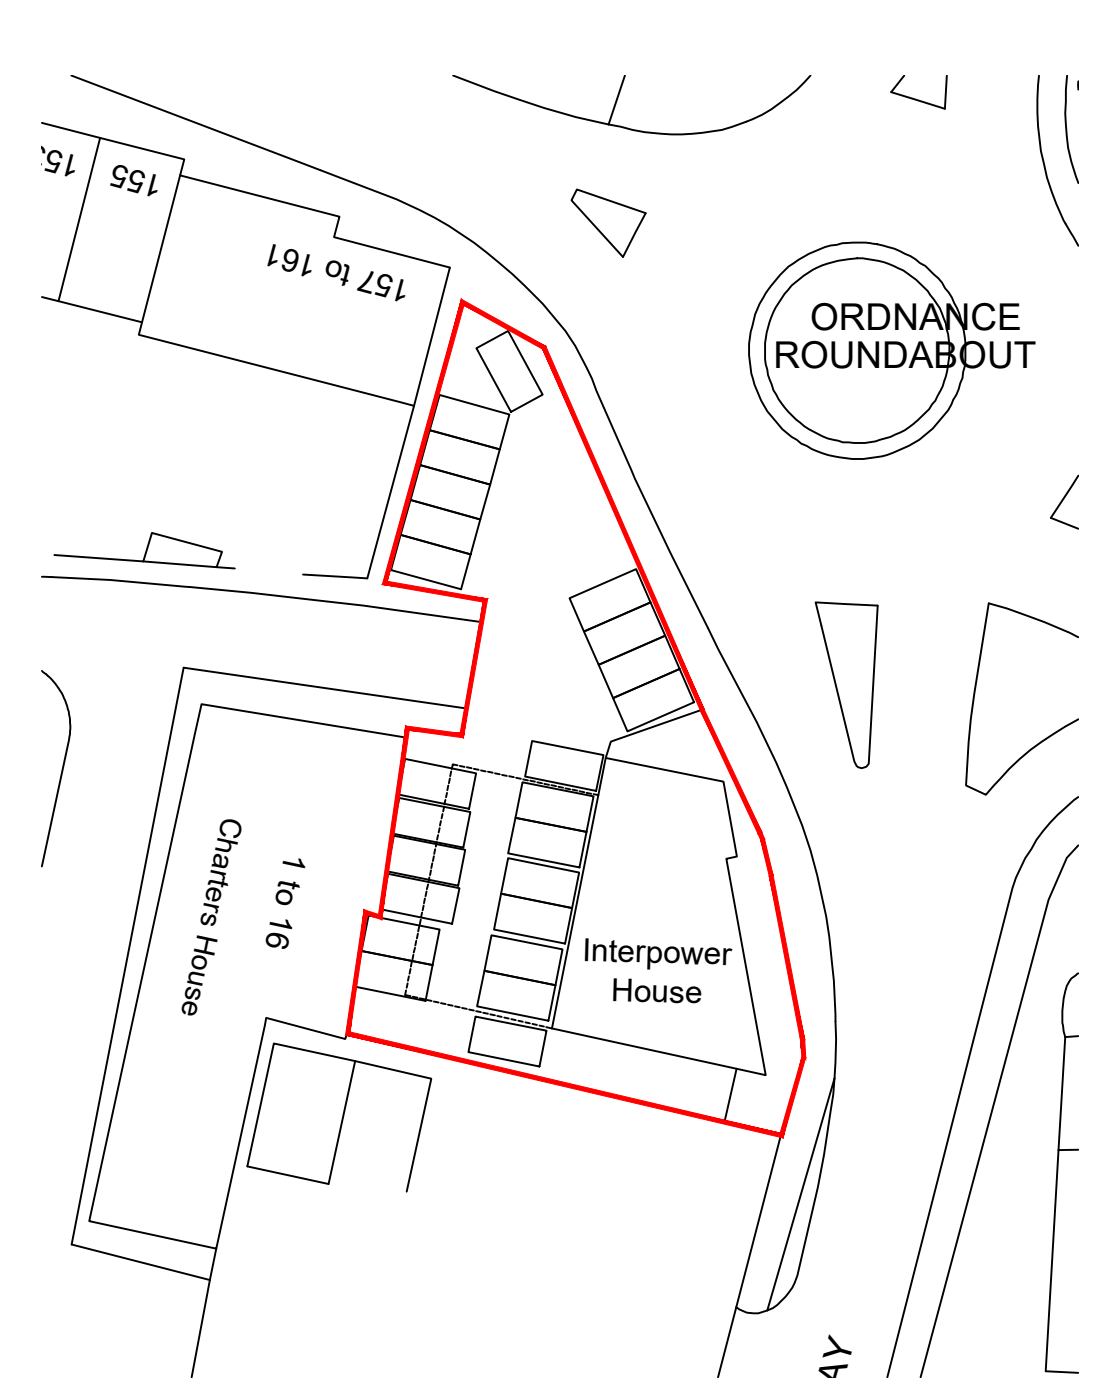 155
157 to 161
ORDNANCE
ROUNDABOUT
Charters House
1 to 16
Interpower
House